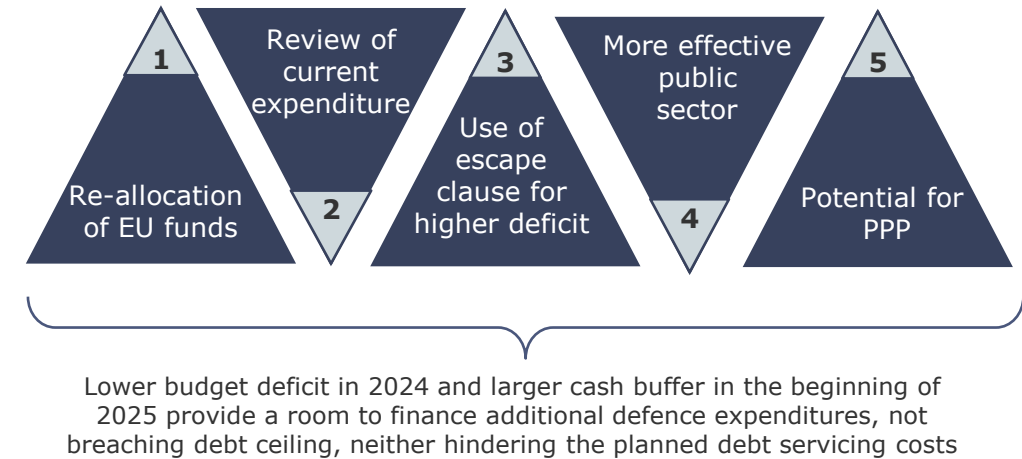 1
Re-allocation
of EU funds
Review of
current
expenditure
2
3
Use of
escape
clause for
higher deficit
More effective
public
sector
4
5
Potential for
PPP
Lower budget deficit in 2024 and larger cash buffer in the beginning of
2025 provide a room to finance additional defence expenditures, not
breaching debt ceiling, neither hindering the planned debt servicing costs